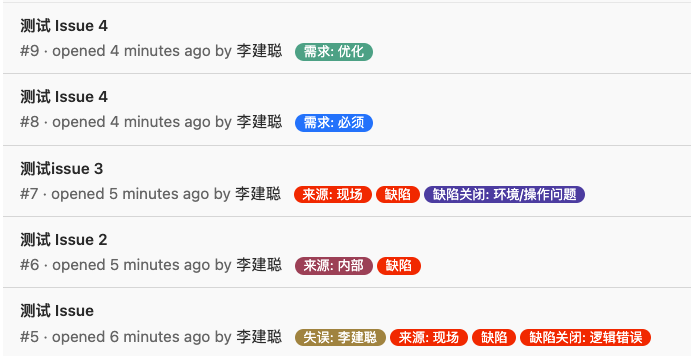 测试 Issue 4
#9 · opened 4 minutes ago by 李建聪 需求: 优化
测试 Issue 4
#8 · opened 4 minutes ago by 李建聪 需求: 必须
测试issue 3
#7 · opened 5 minutes ago by 李建聪 来源: 现场 缺陷 缺陷关闭: 环境/操作问题
测试 Issue 2
#6 · opened 5 minutes ago by 李建聪 来源: 内部 缺陷
测试 Issue
#5 · opened 6 minutes ago by 李建聪 失误: 李建聪 来源: 现场 缺陷 缺陷关闭: 逻辑错误